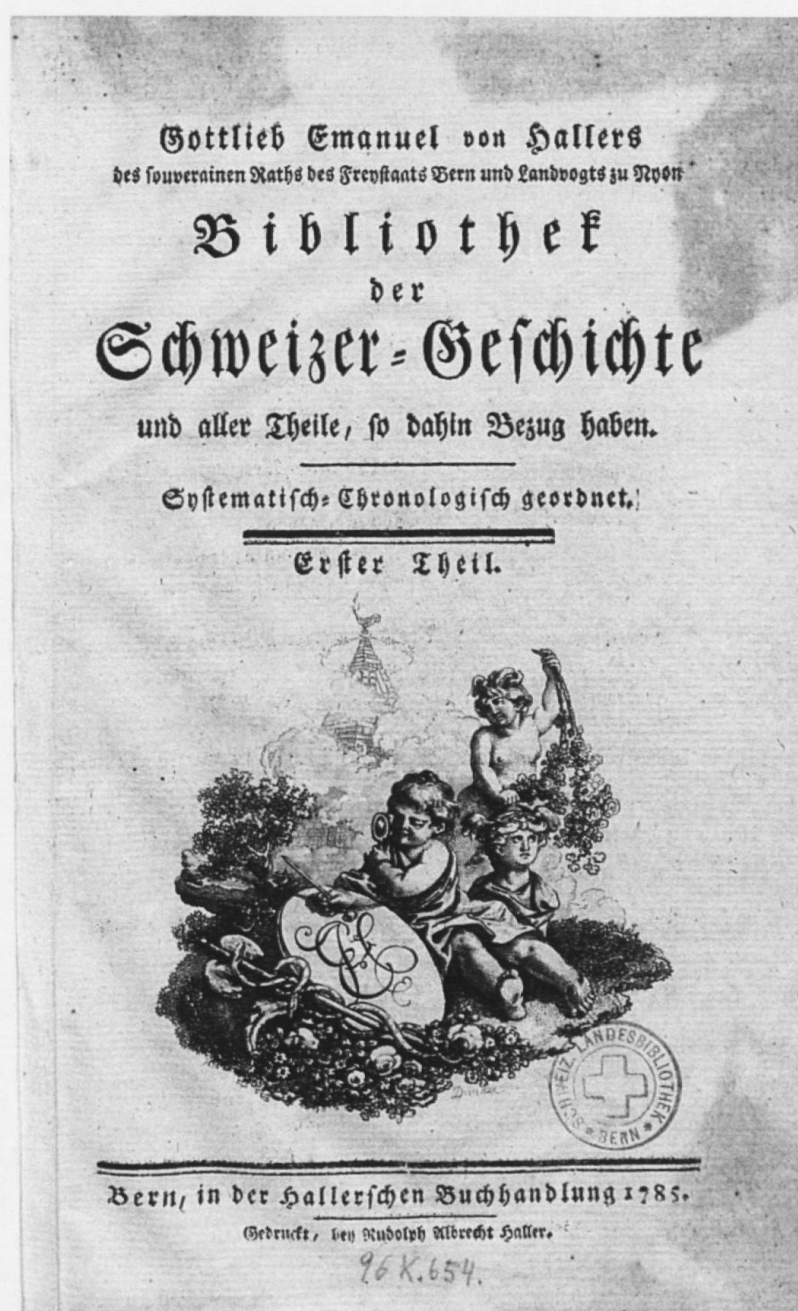 Gottlieb Emanuel von Hallers
des souverainen Raths des Freystaats Bern und Landvogts zu Nyon
Bibliothek
der
Schweizer-Geschichte
und aller Theile, so dahin Bezug haben.
Systematisch-Chronologisch geordnet.
Erster Theil.
SCHWEIZ. LANDESBIBLIOTHEK
* BERN *
Bern, in der Hallerschen Buchhandlung 1785.
Gedruckt, bey Rudolph Albrecht Haller.
96 K. 654.